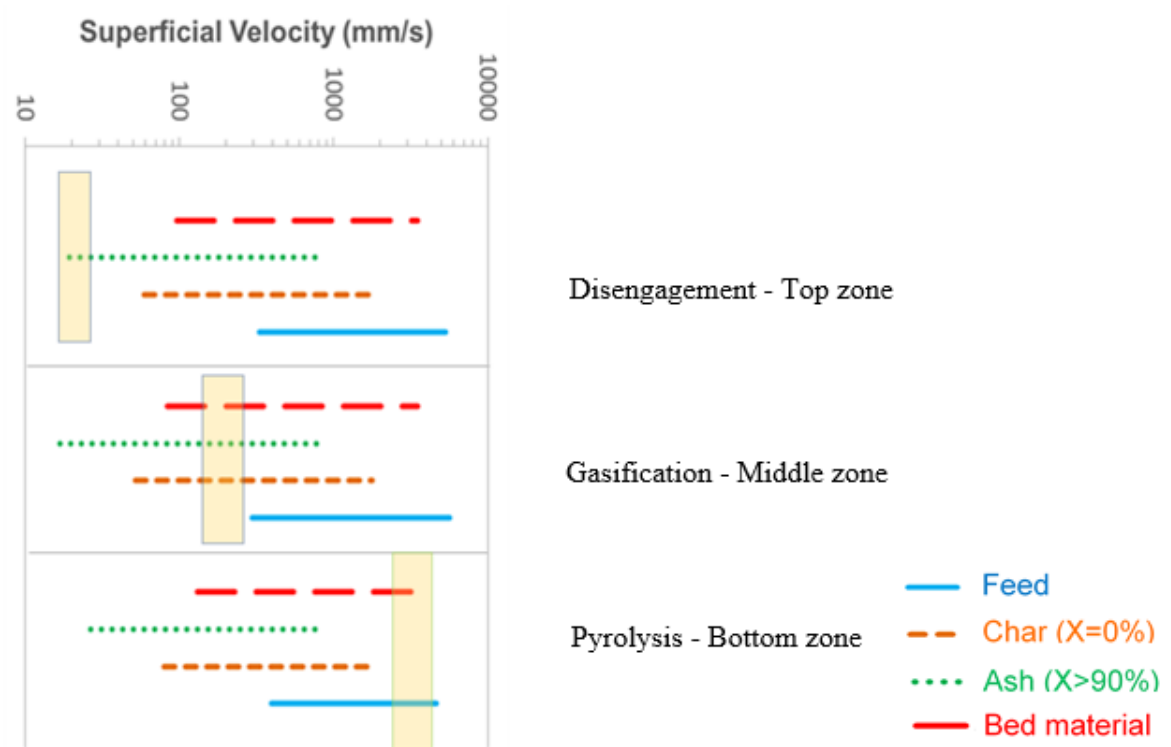 Superficial Velocity (mm/s)
10 100 1000 10000
Disengagement - Top zone
Gasification - Middle zone
Pyrolysis - Bottom zone
Feed
Char (X=0%)
Ash (X>90%)
Bed material